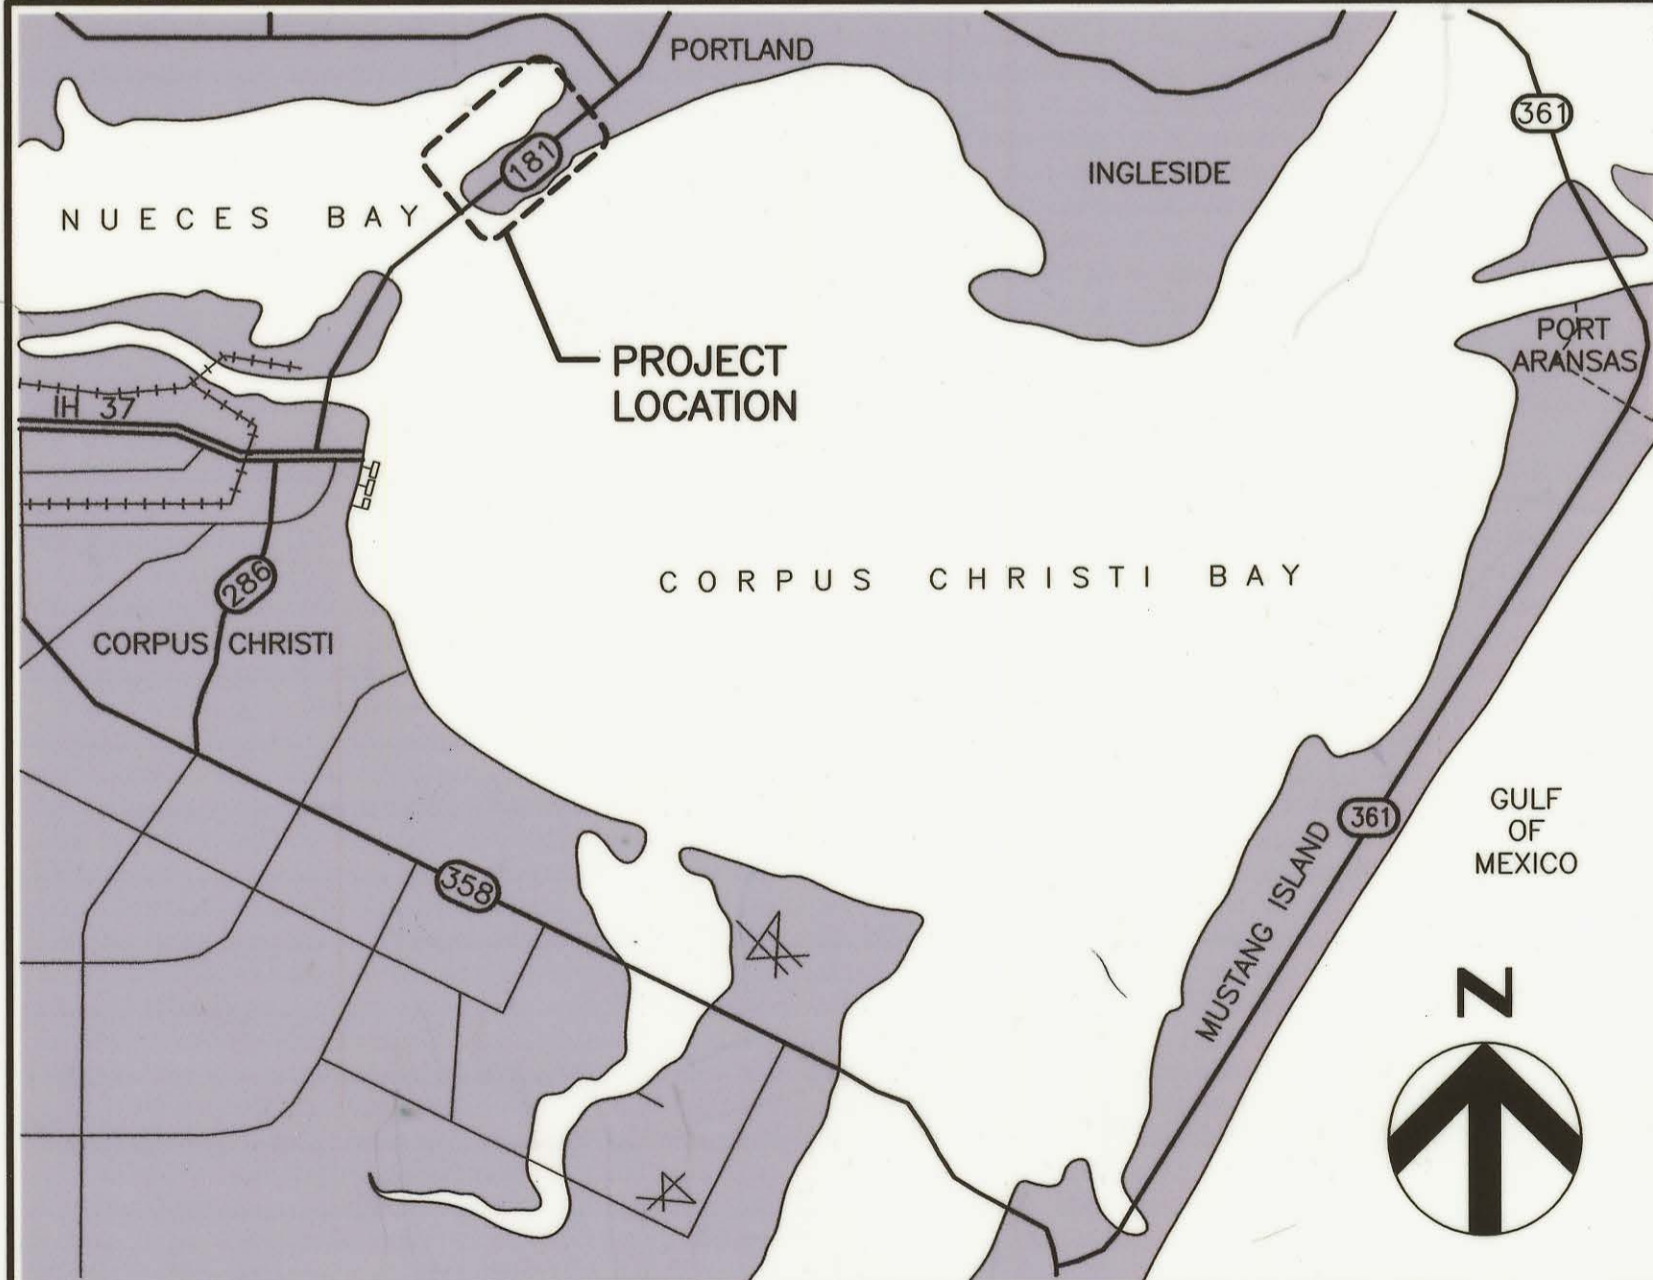 PORTLAND
361
181
INGLESIDE
NUECES BAY
PROJECT
LOCATION
PORT
ARANSAS
IH 37
286
CORPUS CHRISTI BAY
CORPUS CHRISTI
GULF
OF
MEXICO
361
MUSTANG ISLAND
358
N